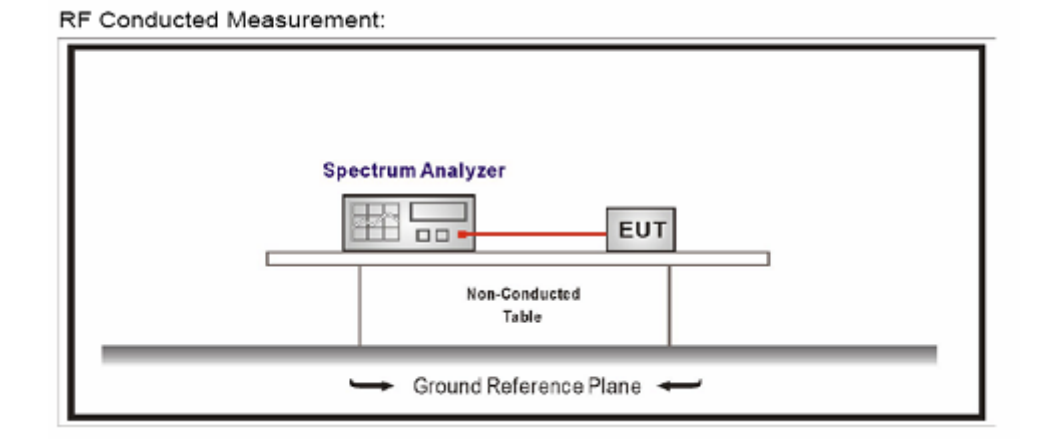 RF Conducted Measurement:
Spectrum Analyzer
EUT
Non-Conducted
Table
Ground Reference Plane